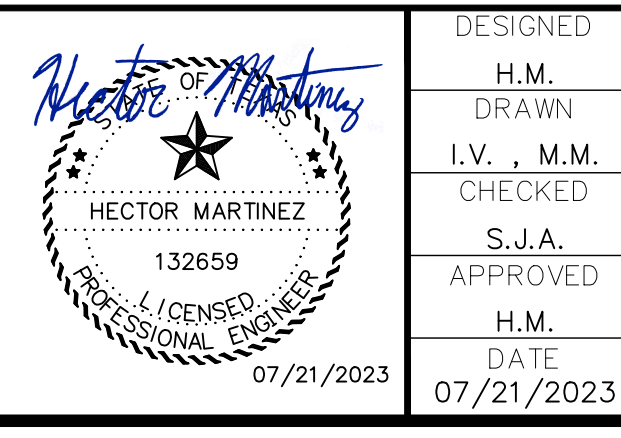 Hector Martinez
STATE OF TEXAS
HECTOR MARTINEZ
132659
LICENSED
PROFESSIONAL ENGINEER
07/21/2023
DESIGNED
H.M.
DRAWN
I.V. , M.M.
CHECKED
S.J.A.
APPROVED
H.M.
DATE
07/21/2023